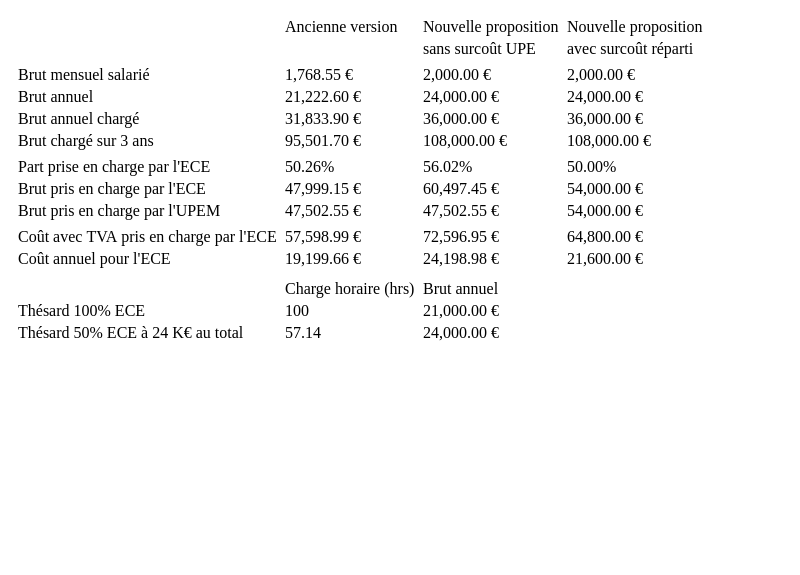 Ancienne version Nouvelle proposition Nouvelle proposition
sans surcoût UPE avec surcoût réparti
Brut mensuel salarié 1,768.55 € 2,000.00 € 2,000.00 €
Brut annuel 21,222.60 € 24,000.00 € 24,000.00 €
Brut annuel chargé 31,833.90 € 36,000.00 € 36,000.00 €
Brut chargé sur 3 ans 95,501.70 € 108,000.00 € 108,000.00 €
Part prise en charge par l'ECE 50.26% 56.02% 50.00%
Brut pris en charge par l'ECE 47,999.15 € 60,497.45 € 54,000.00 €
Brut pris en charge par l'UPEM 47,502.55 € 47,502.55 € 54,000.00 €
Coût avec TVA pris en charge par l'ECE 57,598.99 € 72,596.95 € 64,800.00 €
Coût annuel pour l'ECE 19,199.66 € 24,198.98 € 21,600.00 €
Charge horaire (hrs) Brut annuel
Thésard 100% ECE 100 21,000.00 €
Thésard 50% ECE à 24 K€ au total 57.14 24,000.00 €